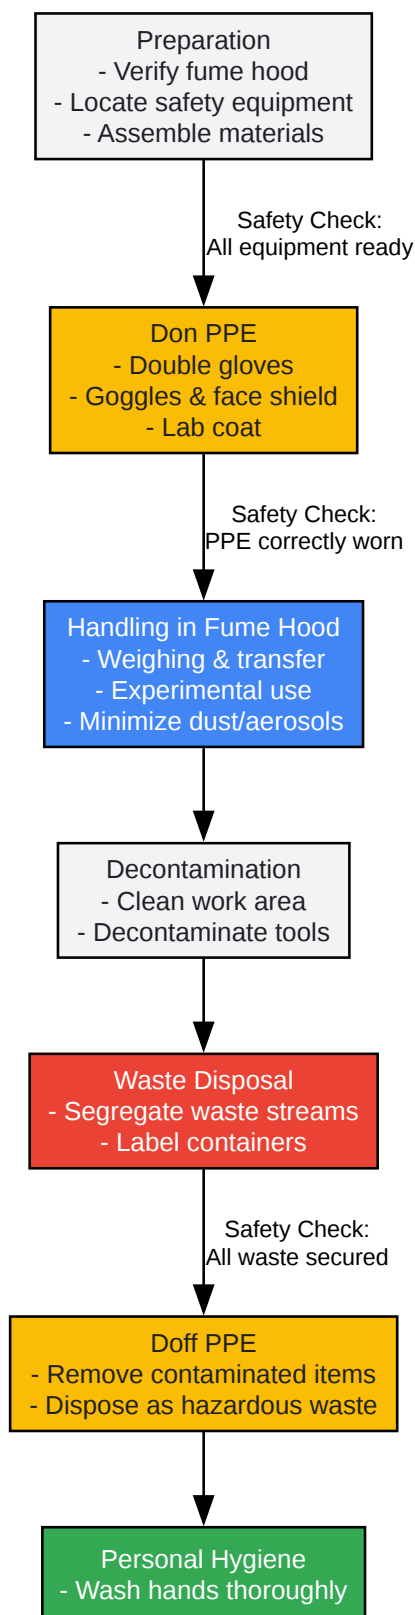 Preparation
- Verify fume hood
- Locate safety equipment
- Assemble materials
Safety Check:
All equipment ready
Don PPE
- Double gloves
- Goggles & face shield
- Lab coat
Safety Check:
PPE correctly worn
Handling in Fume Hood
- Weighing & transfer
- Experimental use
- Minimize dust/aerosols
Decontamination
- Clean work area
- Decontaminate tools
Waste Disposal
- Segregate waste streams
- Label containers
Safety Check:
All waste secured
Doff PPE
- Remove contaminated items
- Dispose as hazardous waste
Personal Hygiene
- Wash hands thoroughly